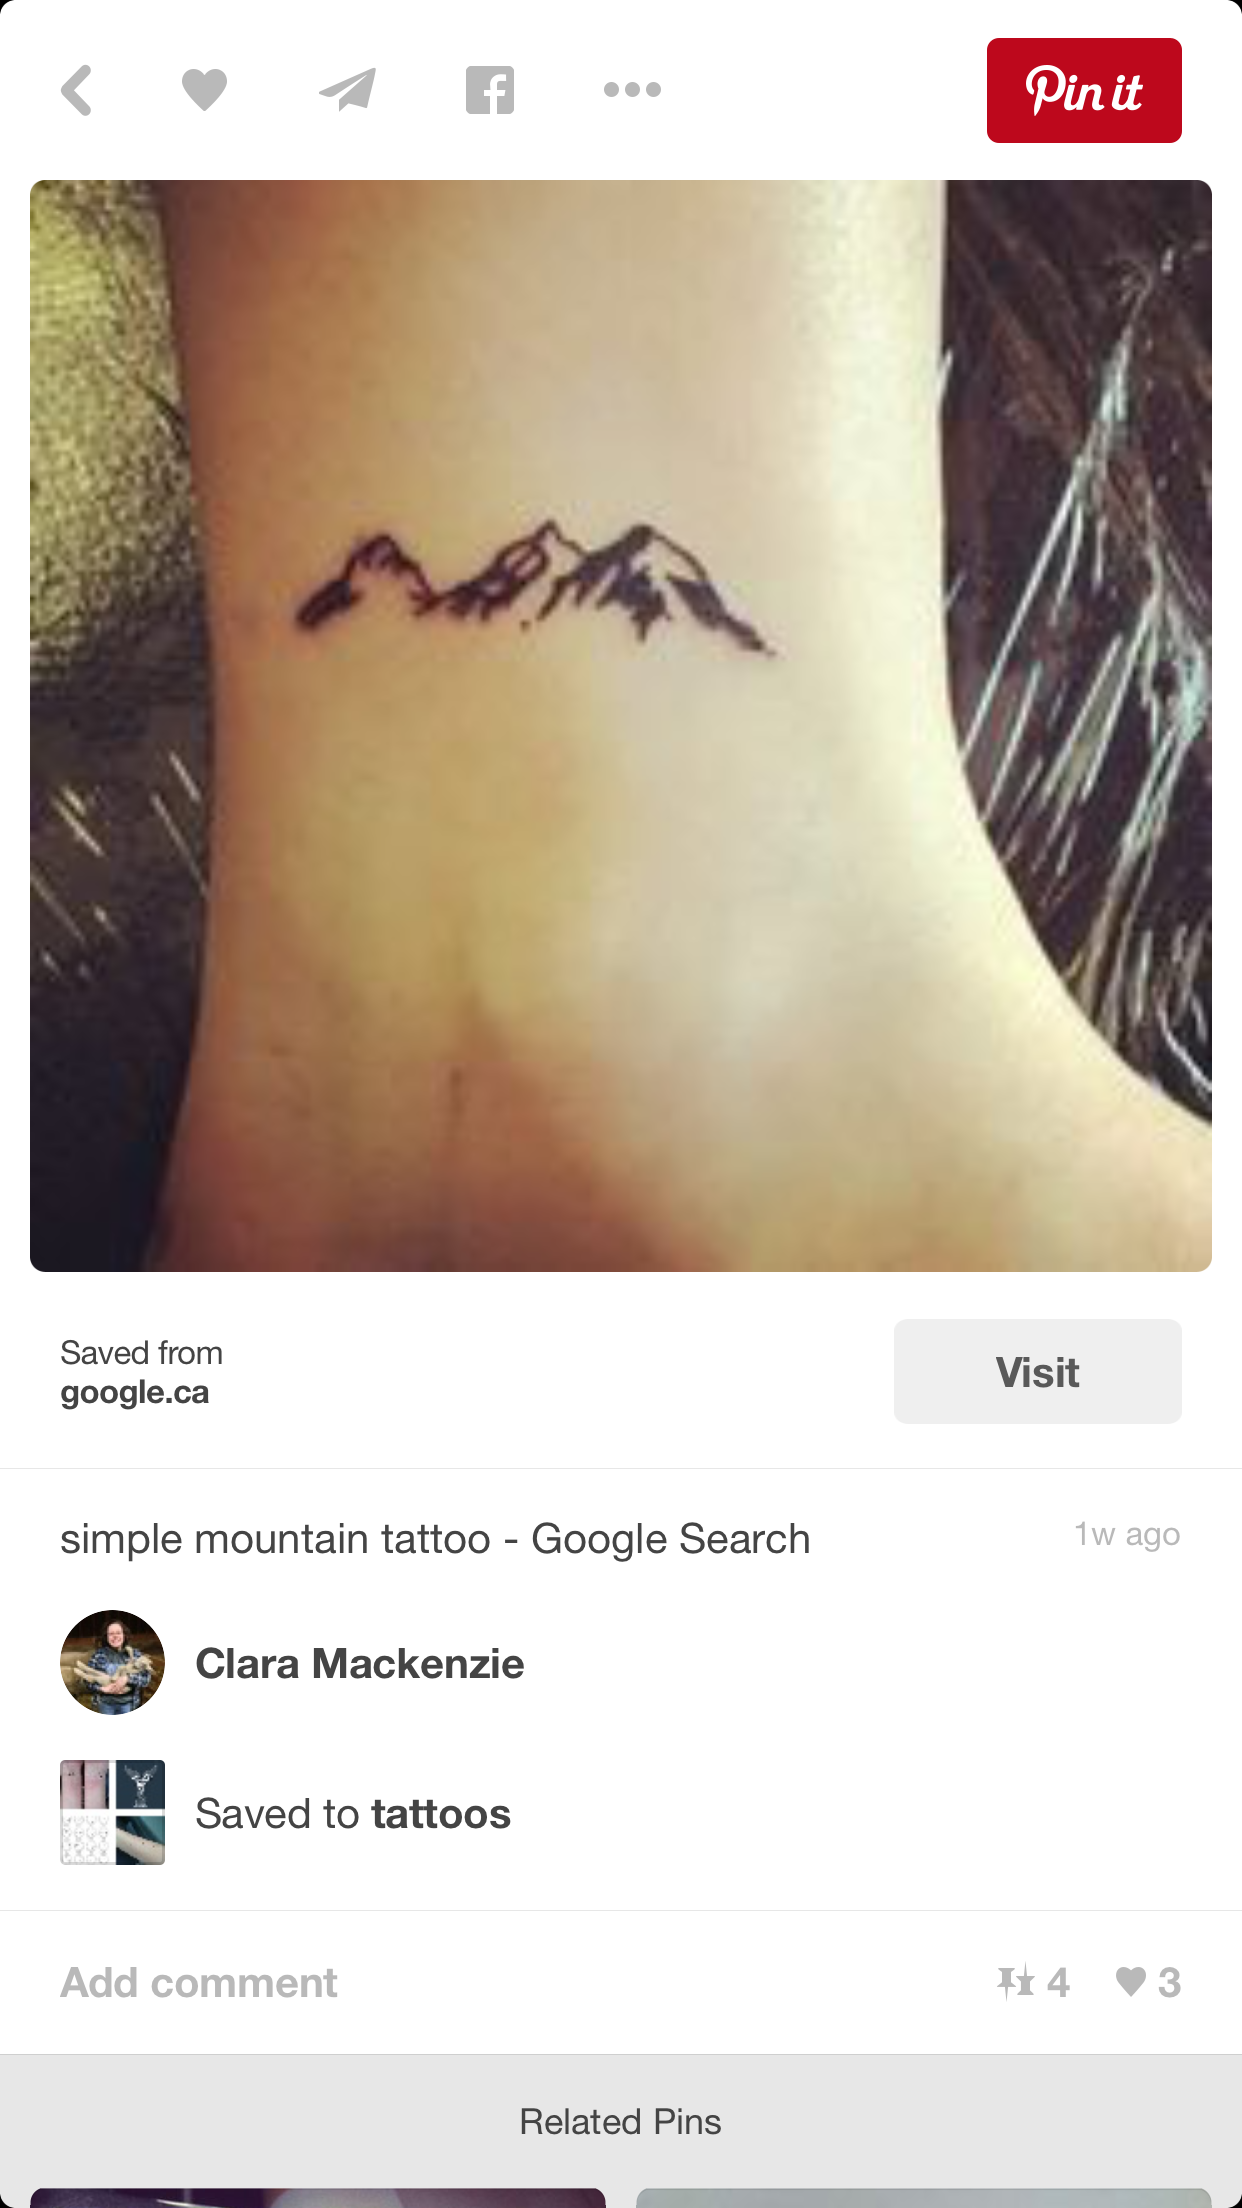 Pin it
Saved from
google.ca
Visit
simple mountain tattoo - Google Search
1w ago
Clara Mackenzie
Saved to tattoos
Add comment
4
3
Related Pins